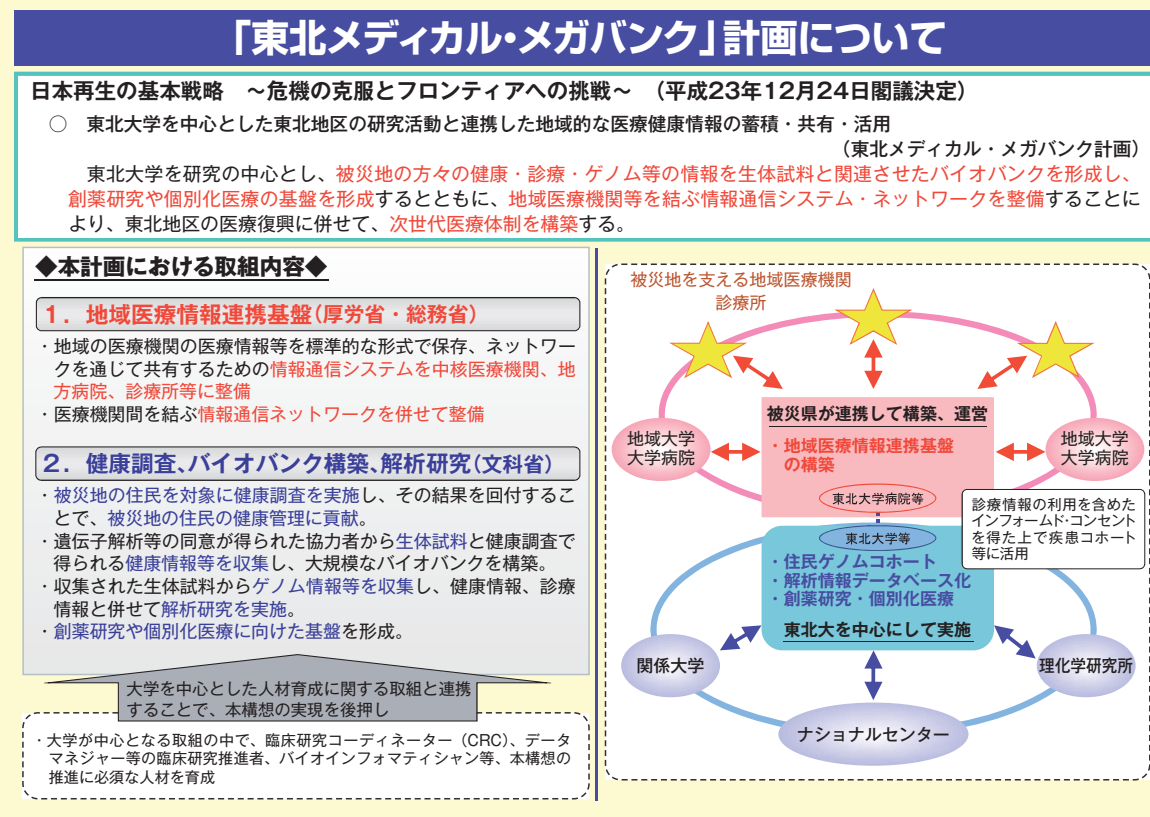 「東北メディカル・メガバンク」計画について
日本再生の基本戦略　～危機の克服とフロンティアへの挑戦～　（平成23年12月24日閣議決定）
○　東北大学を中心とした東北地区の研究活動と連携した地域的な医療健康情報の蓄積・共有・活用
（東北メディカル・メガバンク計画）
東北大学を研究の中心とし、被災地の方々の健康・診療・ゲノム等の情報を生体試料と関連させたバイオバンクを形成し、
創薬研究や個別化医療の基盤を形成するとともに、地域医療機関等を結ぶ情報通信システム・ネットワークを整備することに
より、東北地区の医療復興に併せて、次世代医療体制を構築する。
◆本計画における取組内容◆
１．地域医療情報連携基盤（厚労省・総務省）
・地域の医療機関の医療情報等を標準的な形式で保存、ネットワー
クを通じて共有するための情報通信システムを中核医療機関、地
方病院、診療所等に整備
・医療機関間を結ぶ情報通信ネットワークを併せて整備
２．健康調査、バイオバンク構築、解析研究（文科省）
・被災地の住民を対象に健康調査を実施し、その結果を回付するこ
とで、被災地の住民の健康管理に貢献。
・遺伝子解析等の同意が得られた協力者から生体試料と健康調査で
得られる健康情報等を収集し、大規模なバイオバンクを構築。
・収集された生体試料からゲノム情報等を収集し、健康情報、診療
情報と併せて解析研究を実施。
・創薬研究や個別化医療に向けた基盤を形成。
大学を中心とした人材育成に関する取組と連携
することで、本構想の実現を後押し
・大学が中心となる取組の中で、臨床研究コーディネーター（CRC）、データ
マネジャー等の臨床研究推進者、バイオインフォマティシャン等、本構想の
推進に必須な人材を育成
被災地を支える地域医療機関
診療所
被災県が連携して構築、運営
・地域医療情報連携基盤
の構築
地域大学
大学病院
地域大学
大学病院
東北大学病院等
診療情報の利用を含めた
インフォームド・コンセント
を得た上で疾患コホート
等に活用
東北大学等
・住民ゲノムコホート
・解析情報データベース化
・創薬研究・個別化医療
東北大を中心にして実施
関係大学
理化学研究所
ナショナルセンター